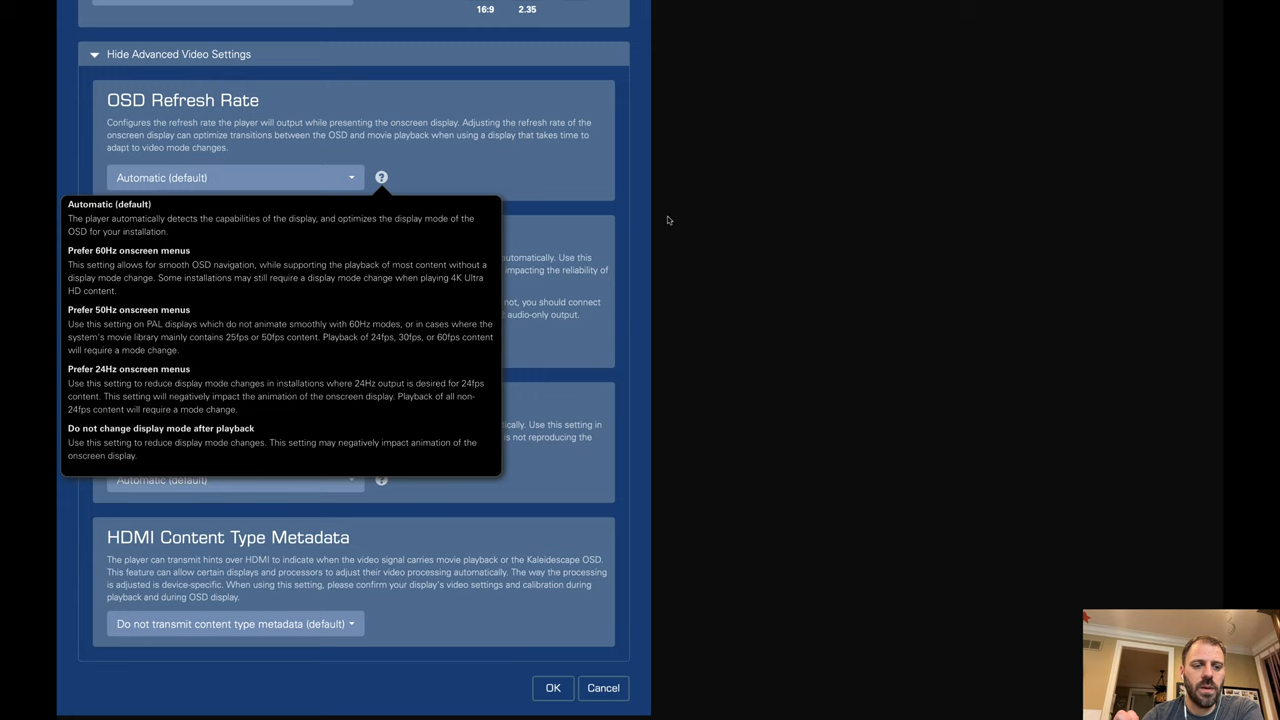 16:9 2.35
Hide Advanced Video Settings
OSD Refresh Rate
Configures the refresh rate the player will output while presenting the onscreen display. Adjusting the refresh rate of the
onscreen display can optimize transitions between the OSD and movie playback when using a display that takes time to
adapt to video mode changes.
Automatic (default)
?
Automatic (default)
The player automatically detects the capabilities of the display, and optimizes the display mode of the
OSD for your installation.
Prefer 60Hz onscreen menus
This setting allows for smooth OSD navigation, while supporting the playback of most content without a
display mode change. Some installations may still require a display mode change when playing 4K Ultra
HD content.
Prefer 50Hz onscreen menus
Use this setting on PAL displays which do not animate smoothly with 60Hz modes, or in cases where the
system's movie library mainly contains 25fps or 50fps content. Playback of 24fps, 30fps, or 60fps content
will require a mode change.
Prefer 24Hz onscreen menus
Use this setting to reduce display mode changes in installations where 24Hz output is desired for 24fps
content. This setting will negatively impact the animation of the onscreen display. Playback of all non-
24fps content will require a mode change.
Do not change display mode after playback
Use this setting to reduce display mode changes. This setting may negatively impact animation of the
onscreen display.
automatically. Use this
impacting the reliability of
not, you should connect
audio-only output.
ically. Use this setting in
is not reproducing the
Automatic (default)
?
HDMI Content Type Metadata
The player can transmit hints over HDMI to indicate when the video signal carries movie playback or the Kaleidescape OSD.
This feature can allow certain displays and processors to adjust their video processing automatically. The way the processing
is adjusted is device-specific. When using this setting, please confirm your display's video settings and calibration during
playback and during OSD display.
Do not transmit content type metadata (default)
OK Cancel